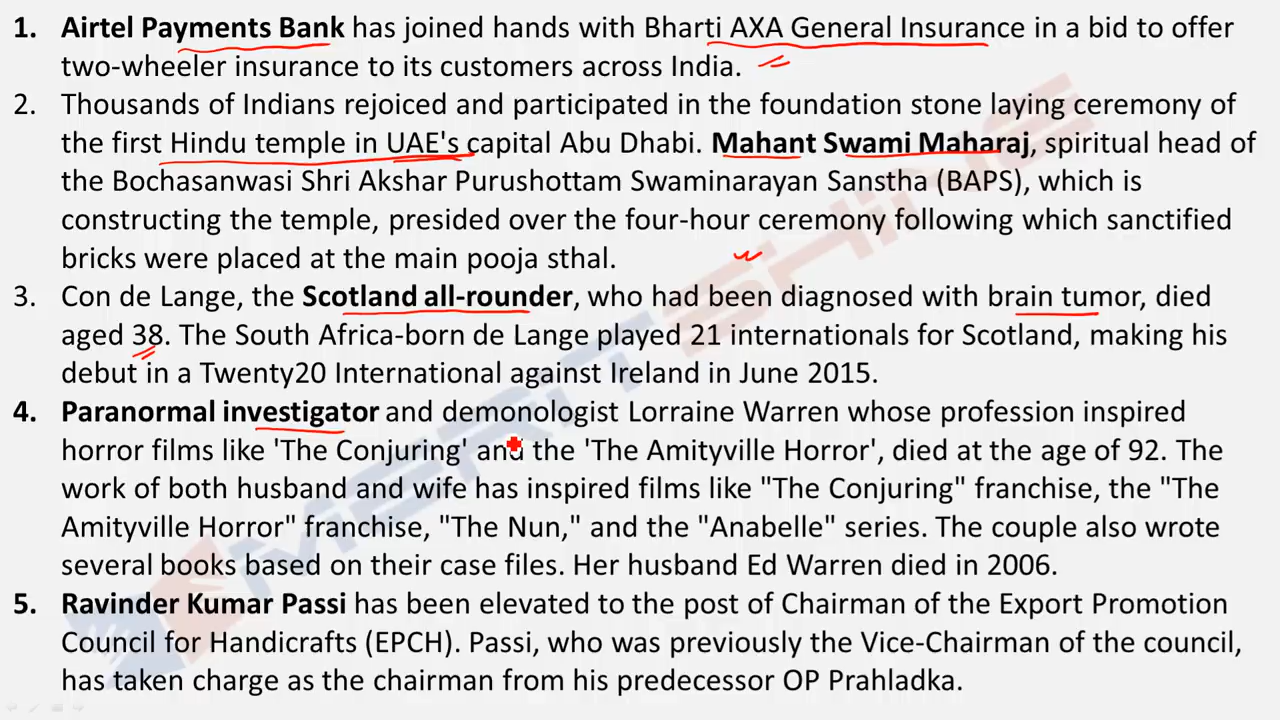 1. Airtel Payments Bank has joined hands with Bharti AXA General Insurance in a bid to offer
two-wheeler insurance to its customers across India.
2. Thousands of Indians rejoiced and participated in the foundation stone laying ceremony of
the first Hindu temple in UAE's capital Abu Dhabi. Mahant Swami Maharaj, spiritual head of
the Bochasanwasi Shri Akshar Purushottam Swaminarayan Sanstha (BAPS), which is
constructing the temple, presided over the four-hour ceremony following which sanctified
bricks were placed at the main pooja sthal.
3. Con de Lange, the Scotland all-rounder, who had been diagnosed with brain tumor, died
aged 38. The South Africa-born de Lange played 21 internationals for Scotland, making his
debut in a Twenty20 International against Ireland in June 2015.
4. Paranormal investigator and demonologist Lorraine Warren whose profession inspired
horror films like 'The Conjuring' and the 'The Amityville Horror', died at the age of 92. The
work of both husband and wife has inspired films like "The Conjuring" franchise, the "The
Amityville Horror" franchise, "The Nun," and the "Anabelle" series. The couple also wrote
several books based on their case files. Her husband Ed Warren died in 2006.
5. Ravinder Kumar Passi has been elevated to the post of Chairman of the Export Promotion
Council for Handicrafts (EPCH). Passi, who was previously the Vice-Chairman of the council,
has taken charge as the chairman from his predecessor OP Prahladka.